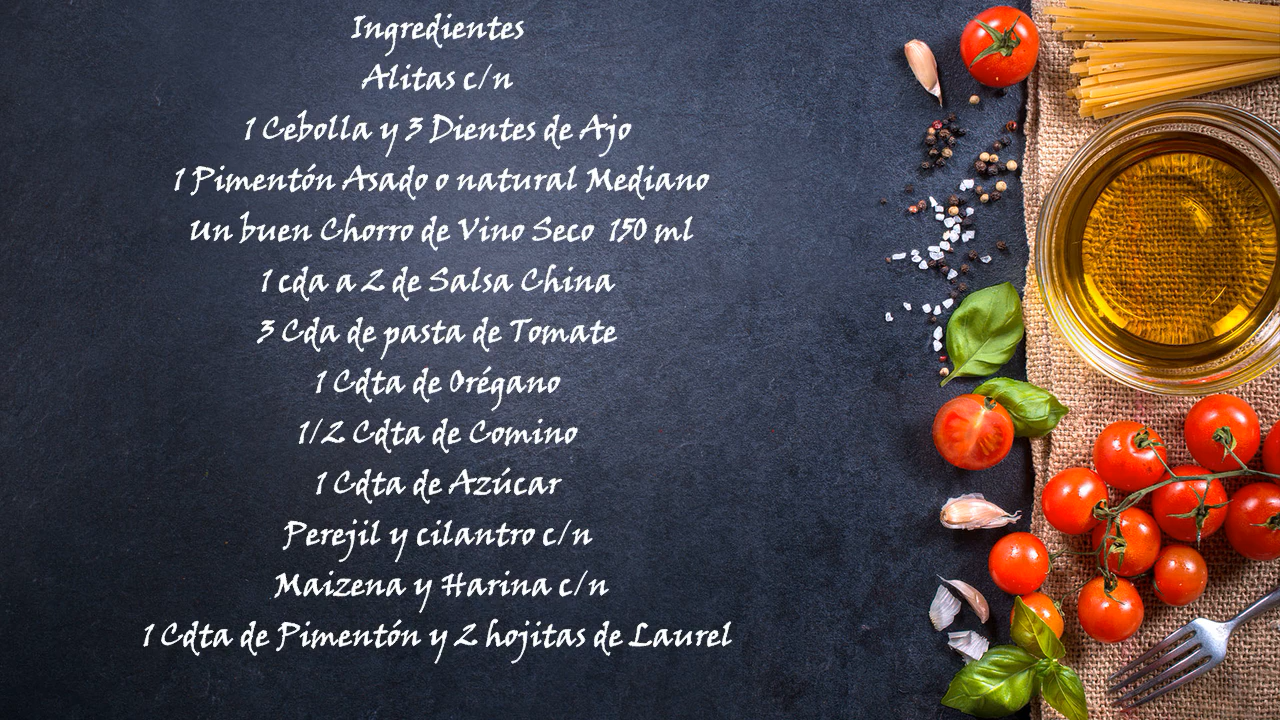 Ingredientes
Alitas c/n
1 Cebolla y 3 Dientes de Ajo
1 Pimentón Asado o natural Mediano
Un buen Chorro de Vino Seco 150 ml
1 cda a 2 de Salsa China
3 Cda de pasta de Tomate
1 Cdta de Orégano
1/2 Cdta de Comino
1 Cdta de Azúcar
Perejil y cilantro c/n
Maizena y Harina c/n
1 Cdta de Pimentón y 2 hojitas de Laurel